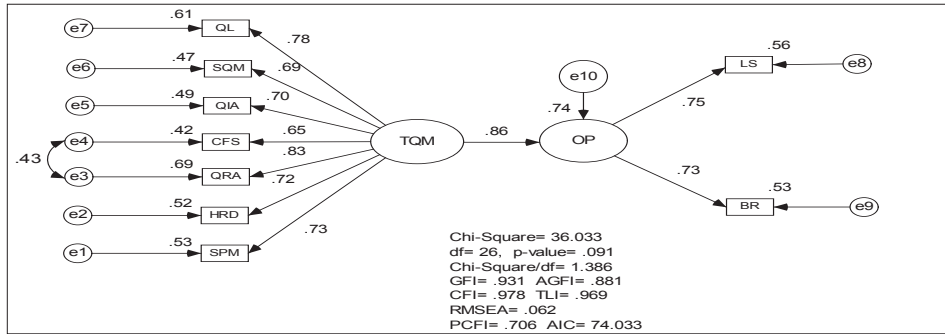 .61
e7 QL
.78
.47
e6 SQM
.69
.49
e5 QIA
.70
.42
e4 CFS
.65
.43
.69
e3 QRA
.83
.52
e2 HRD
.72
.53
e1 SPM
.73
TQM
.86
e10
.74
OP
.75
.56
LS e8
.73
.53
BR e9
Chi-Square= 36.033
df= 26, p-value= .091
Chi-Square/df= 1.386
GFI= .931 AGFI= .881
CFI= .978 TLI= .969
RMSEA= .062
PCFI= .706 AIC= 74.033